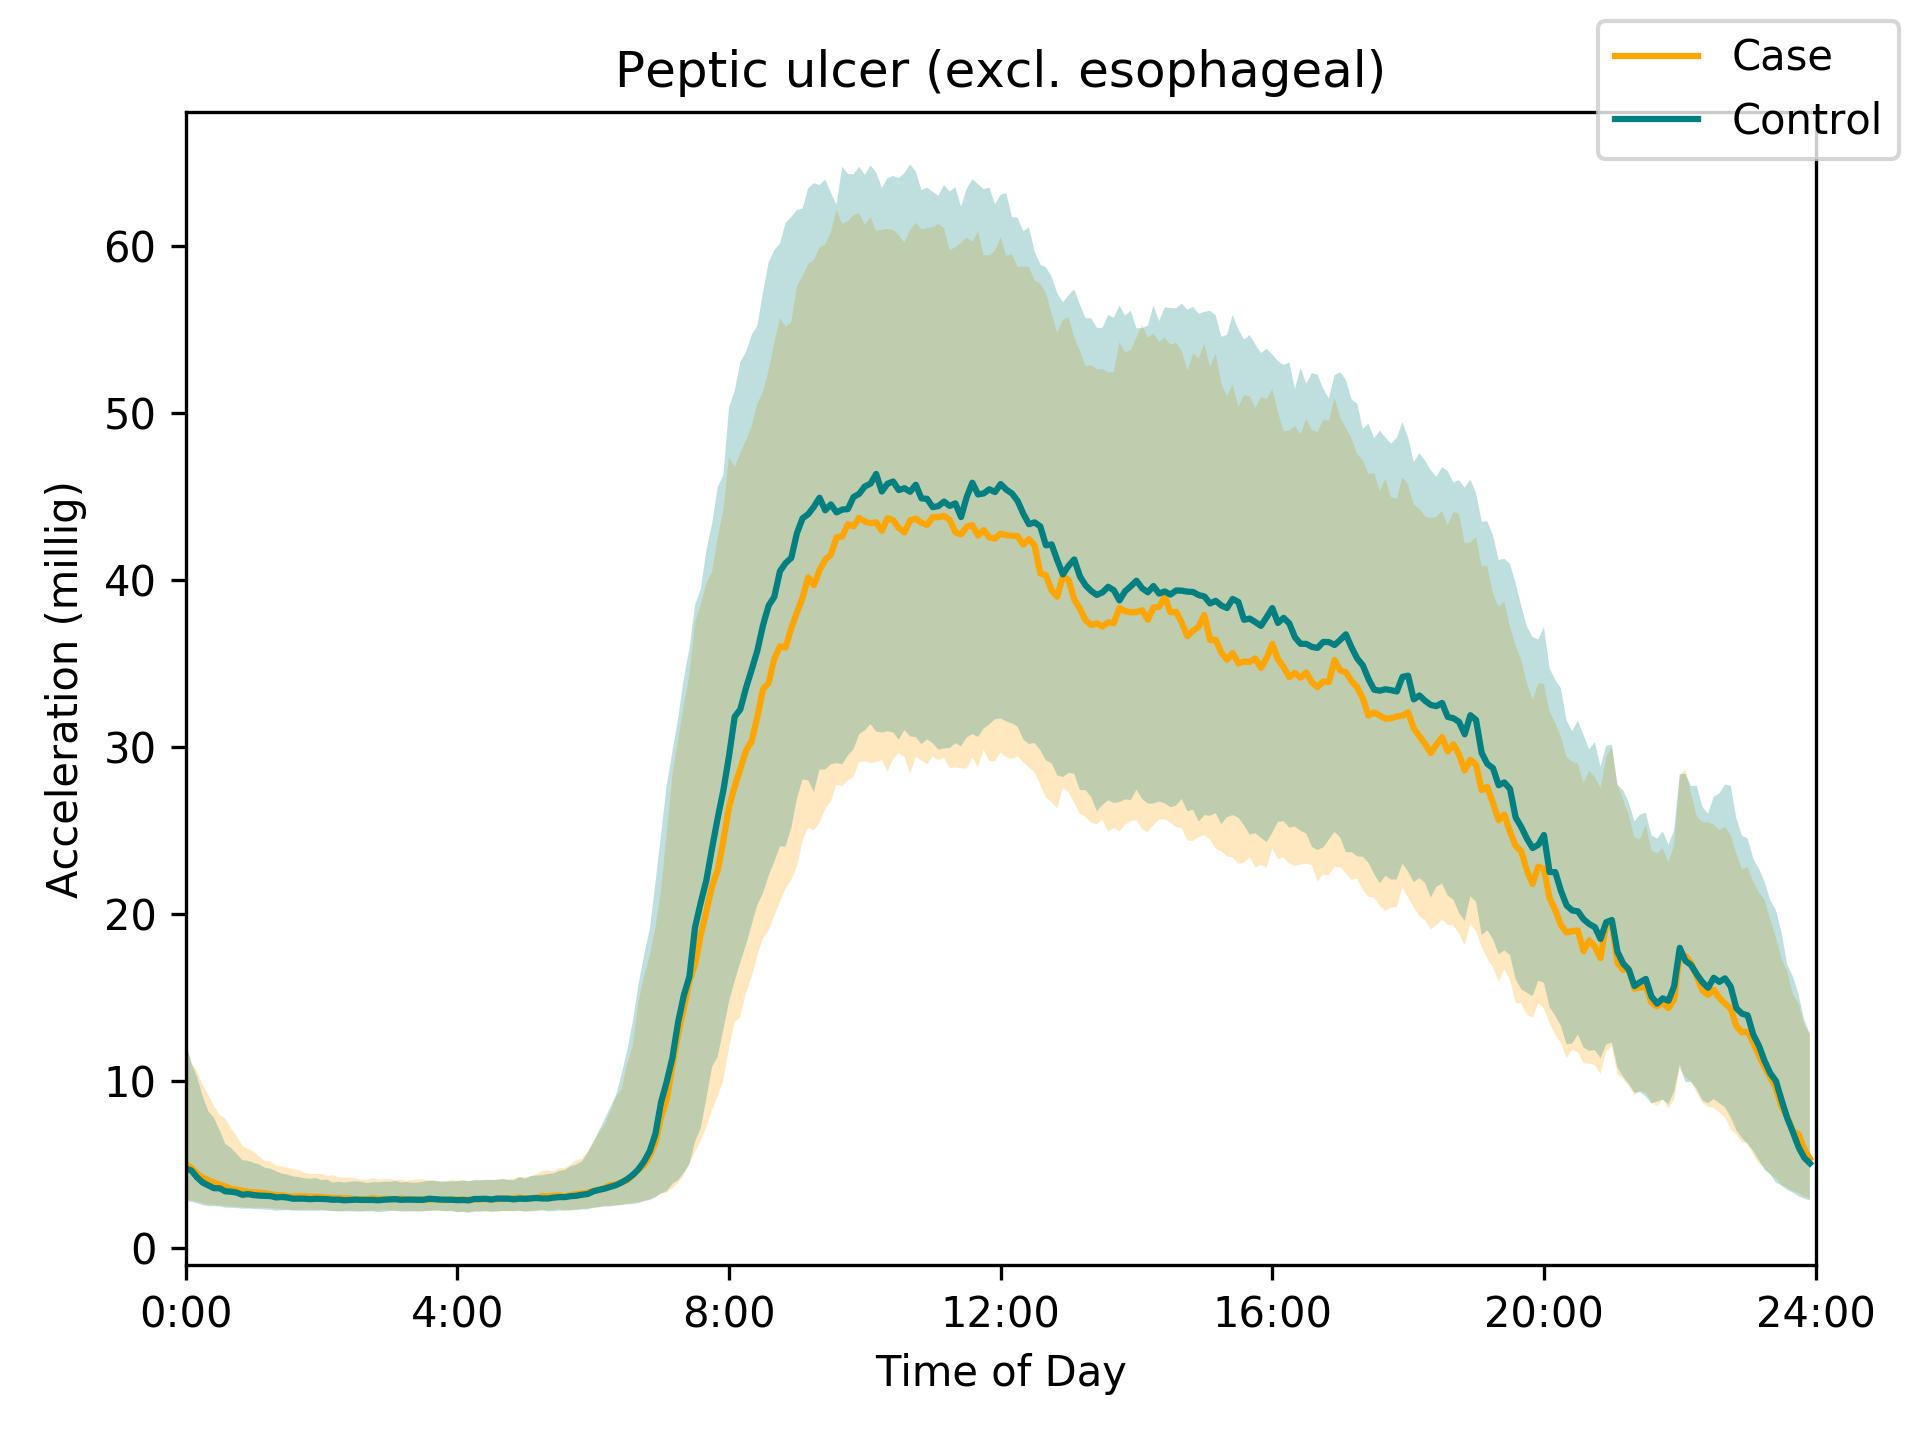 Peptic ulcer (excl. esophageal)
Case
Control
Acceleration (millig)
60
50
40
30
20
10
0
0:00 4:00 8:00 12:00 16:00 20:00 24:00
Time of Day